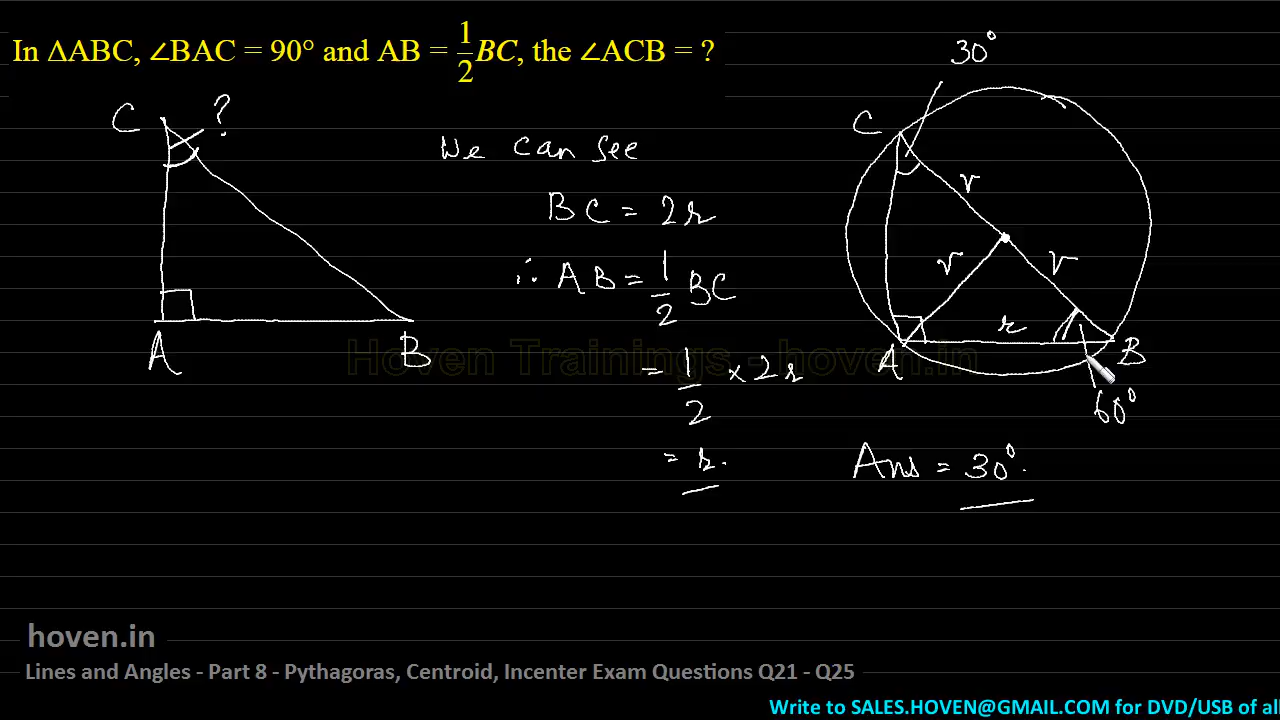 In ΔABC, ∠BAC = 90° and AB = 1/2 BC, the ∠ACB = ?
C
?
A
B
We can see
BC = 2r
∴ AB = 1/2 BC
= 1/2 × 2r
= r.
30°
C
r
r
r
r
A
B
60°
Ans = 30°.
Hoven Trainings - hoven.in
hoven.in
Lines and Angles - Part 8 - Pythagoras, Centroid, Incenter Exam Questions Q21 - Q25
Write to SALES.HOVEN@GMAIL.COM for DVD/USB of al